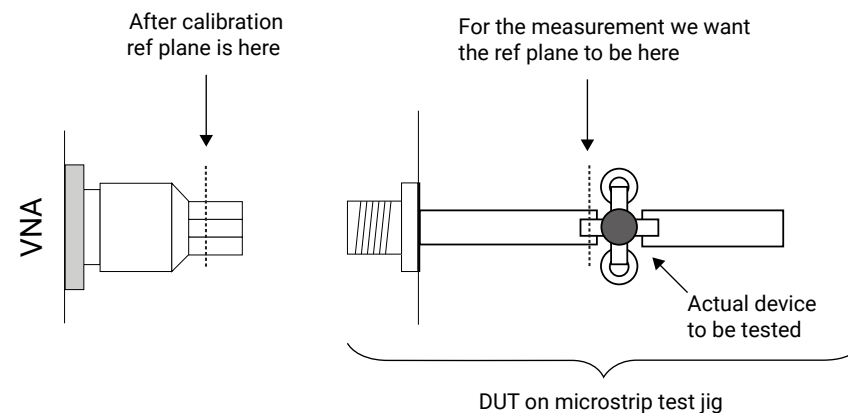 After calibration
ref plane is here
For the measurement we want
the ref plane to be here
VNA
Actual device
to be tested
DUT on microstrip test jig